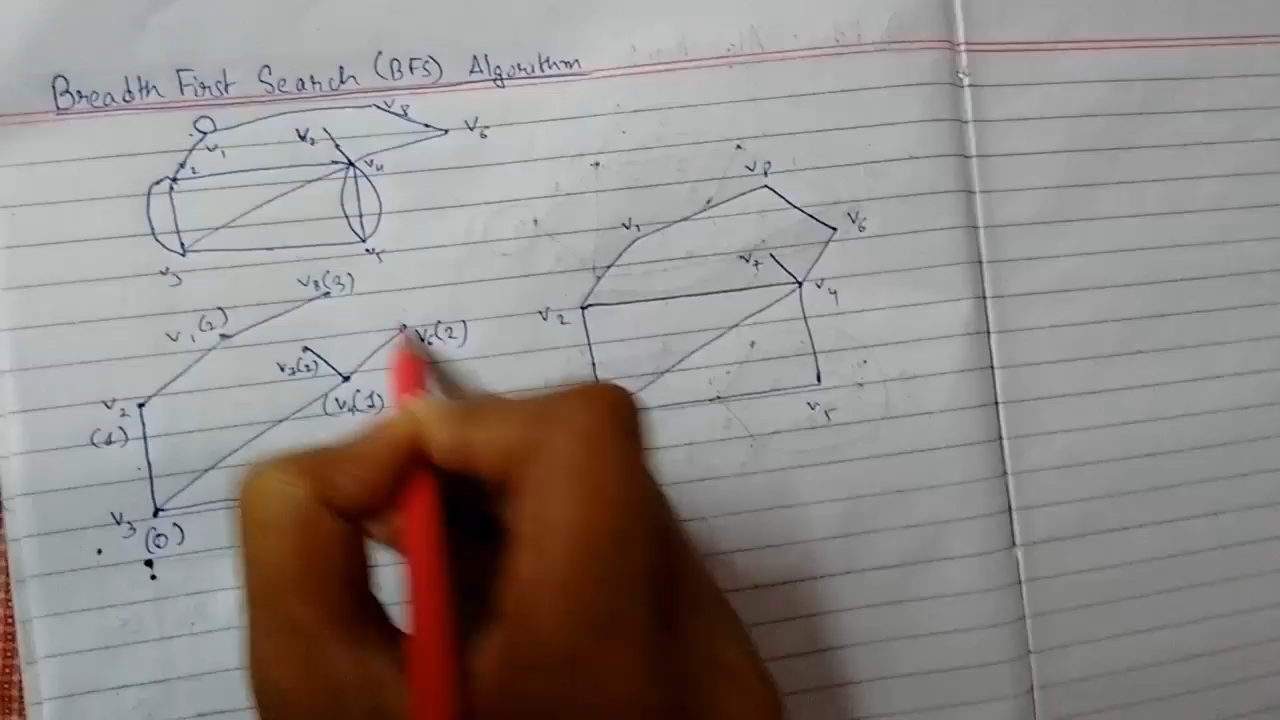 Breadth First Search (BFS) Algorithm
v8
v6
v1
v7
v2
v4
v3
v5
v8
v1
v6
v7
v4
v2
v5
v8(3)
v1(2)
v6(2)
v7(2)
v4(1)
v2
(1)
v3
(0)